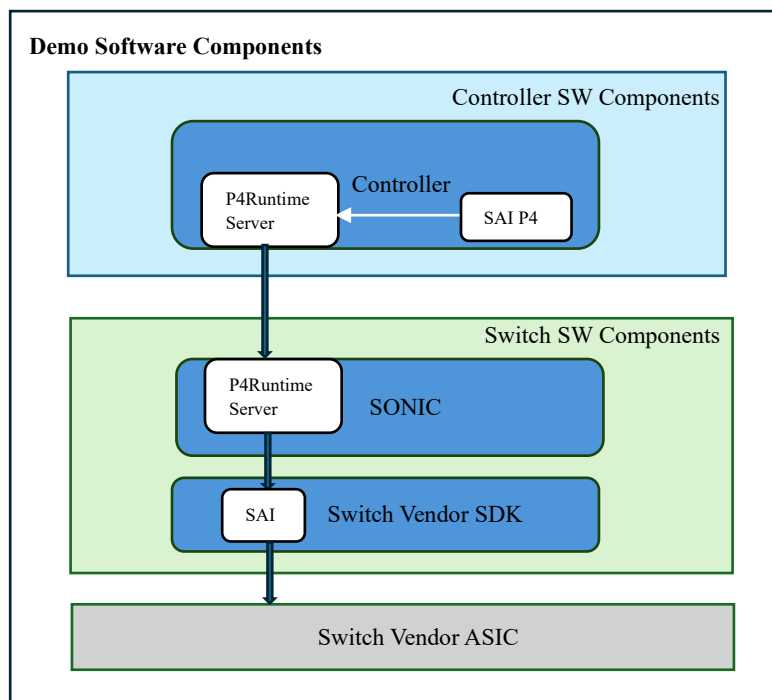 Demo Software Components
Controller SW Components
Controller
P4Runtime
Server
SAI P4
Switch SW Components
P4Runtime
Server
SONIC
SAI
Switch Vendor SDK
Switch Vendor ASIC